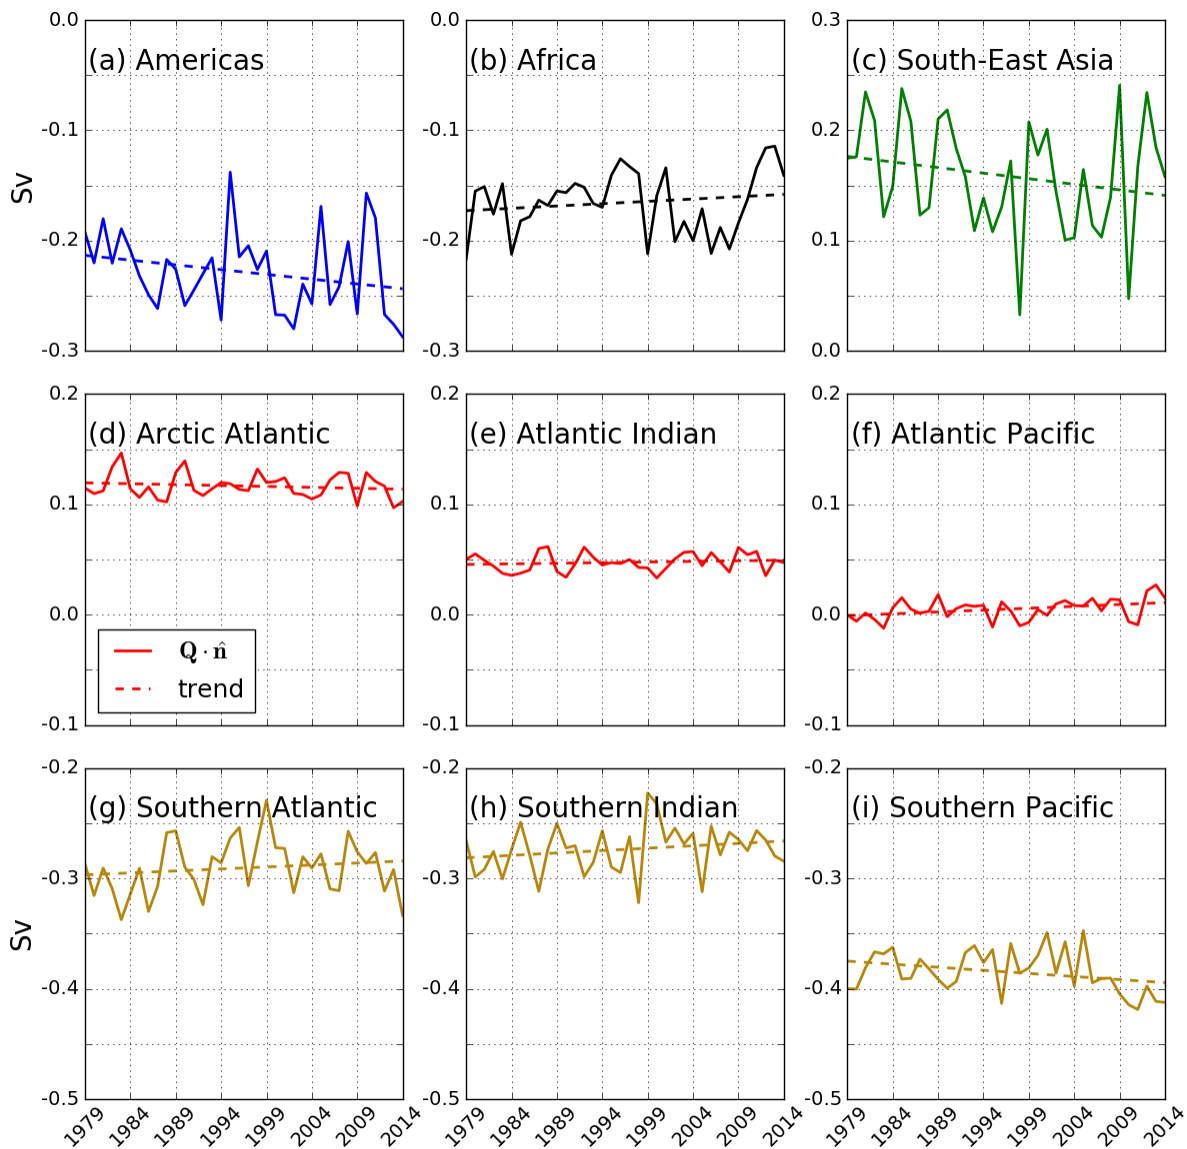 0.0
(a) Americas
-0.1
Sv
-0.2
-0.3
0.0
(b) Africa
-0.1
-0.2
-0.3
0.3
(c) South-East Asia
0.2
0.1
0.0
0.2
(d) Arctic Atlantic
0.1
0.0
Q · n̂
trend
-0.1
0.2
(e) Atlantic Indian
0.1
0.0
-0.1
0.2
(f) Atlantic Pacific
0.1
0.0
-0.1
-0.2
(g) Southern Atlantic
-0.3
Sv
-0.4
-0.5
1979 1984 1989 1994 1999 2004 2009 2014
-0.2
(h) Southern Indian
-0.3
-0.4
-0.5
1979 1984 1989 1994 1999 2004 2009 2014
-0.2
(i) Southern Pacific
-0.3
-0.4
-0.5
1979 1984 1989 1994 1999 2004 2009 2014